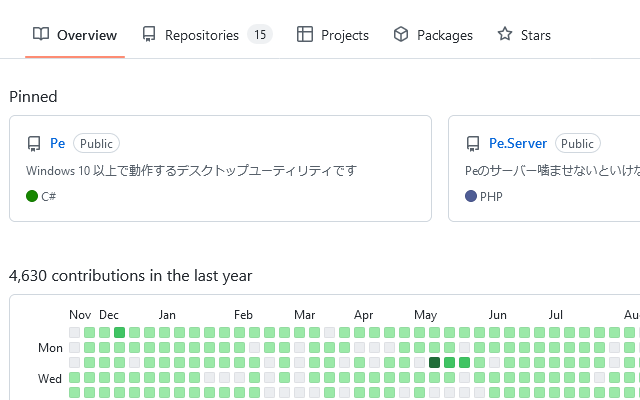 Overview Repositories 15 Projects Packages Stars
Pinned
Pe Public
Windows 10 以上で動作するデスクトップユーティリティです
C#
Pe.Server Public
Peのサーバー噛ませないといけな
PHP
4,630 contributions in the last year
Nov Dec Jan Feb Mar Apr May Jun Jul Aug
Mon
Wed